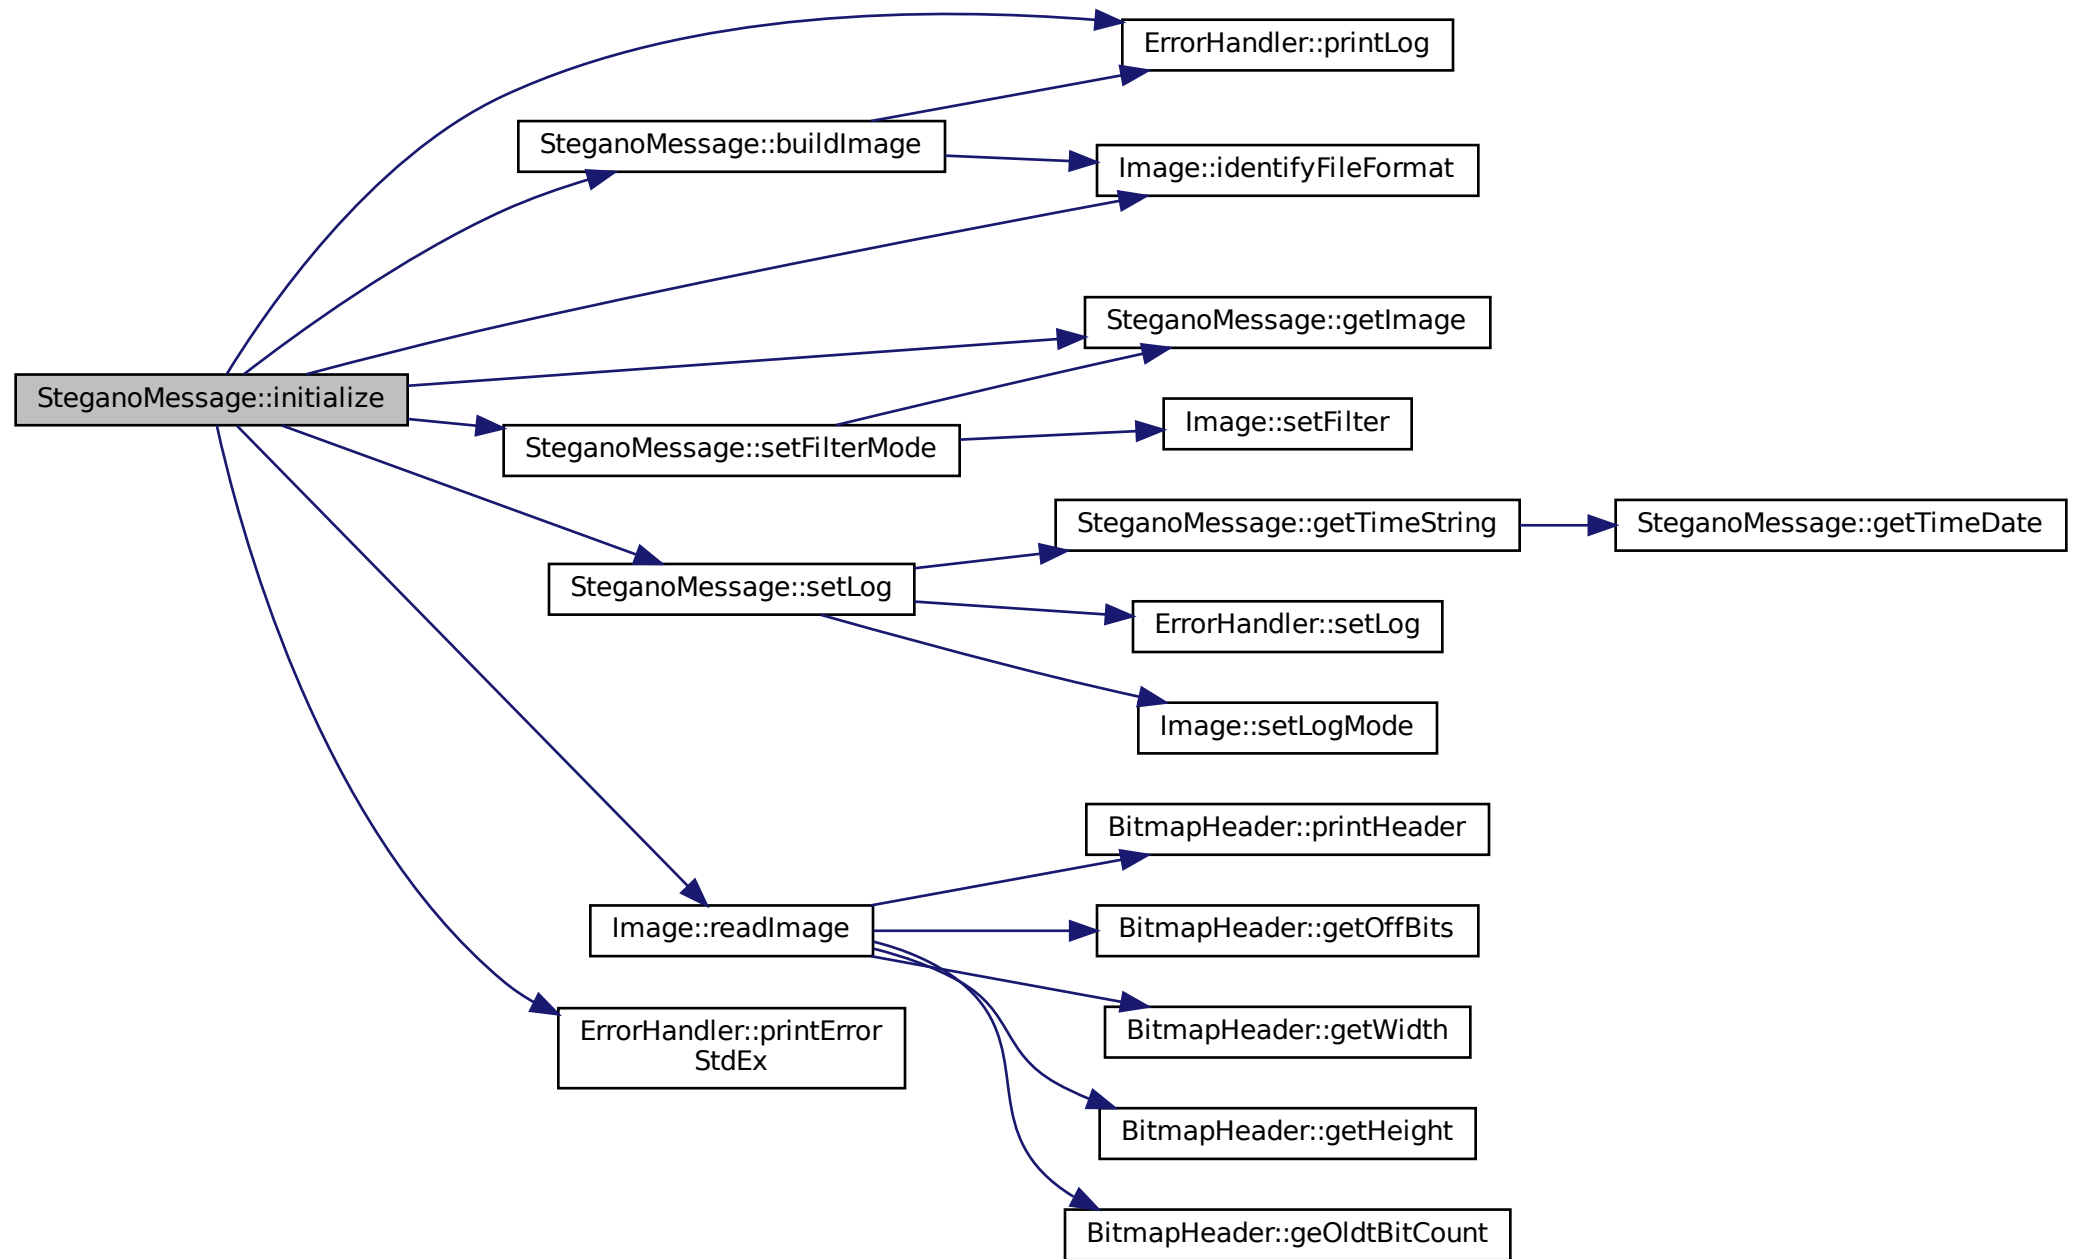 ErrorHandler::printLog
SteganoMessage::buildImage
Image::identifyFileFormat
SteganoMessage::getImage
SteganoMessage::initialize
Image::setFilter
SteganoMessage::setFilterMode
SteganoMessage::getTimeString
SteganoMessage::getTimeDate
SteganoMessage::setLog
ErrorHandler::setLog
Image::setLogMode
BitmapHeader::printHeader
Image::readImage
BitmapHeader::getOffBits
BitmapHeader::getWidth
ErrorHandler::printError
StdEx
BitmapHeader::getHeight
BitmapHeader::geOldtBitCount